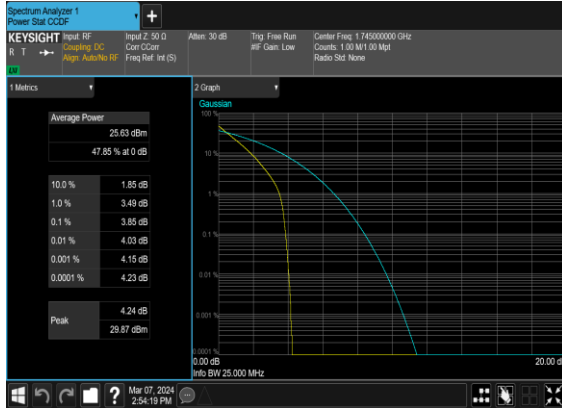 Spectrum Analyzer 1
Power Stat CCDF
KEYSIGHT
R T
Input: RF
Coupling: DC
Align: Auto/No RF
Input Z: 50 Ω
Corr CCorr
Freq Ref: Int (S)
Atten: 30 dB
Trig: Free Run
#IF Gain: Low
Center Freq: 1.745000000 GHz
Counts: 1.00 M/1.00 Mpt
Radio Std: None
1 Metrics
Average Power
25.63 dBm
47.85 % at 0 dB
10.0 % 1.85 dB
1.0 % 3.49 dB
0.1 % 3.85 dB
0.01 % 4.03 dB
0.001 % 4.15 dB
0.0001 % 4.23 dB
Peak
4.24 dB
29.87 dBm
2 Graph
Gaussian
100 %
10 %
1 %
0.1 %
0.01 %
0.001 %
0.0001 %
0.00 dB
20.00 d
Info BW 25.000 MHz
?
Mar 07, 2024
2:54:19 PM